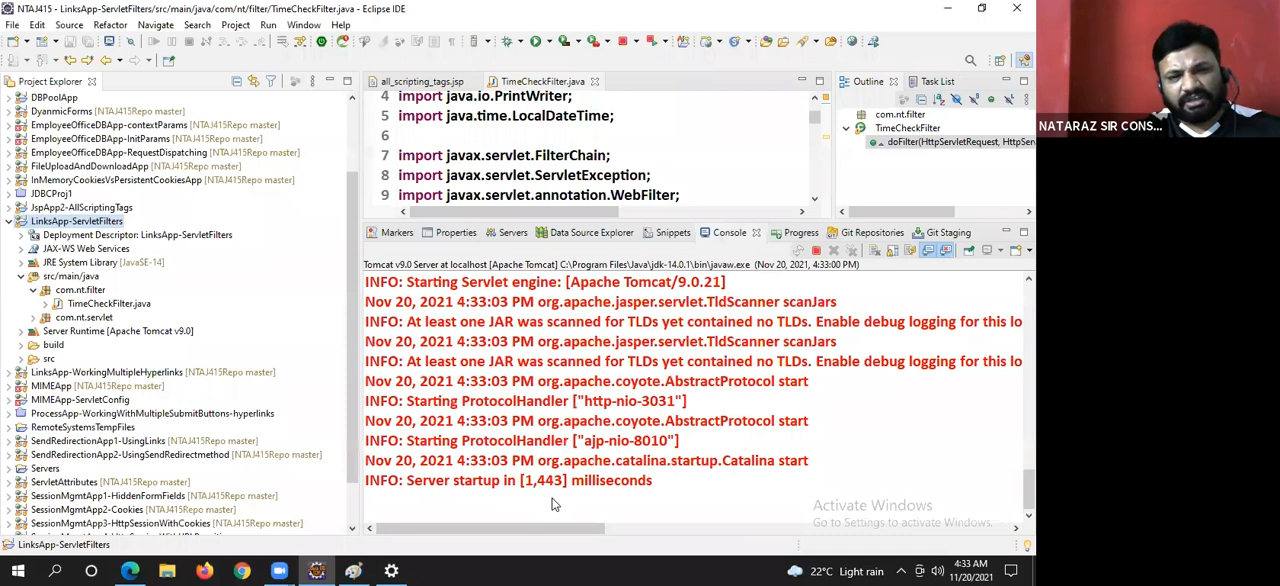 NTAJ415 - LinksApp-ServletFilters/src/main/java/com/nt/filter/TimeCheckFilter.java - Eclipse IDE
File Edit Source Refactor Navigate Search Project Run Window Help
Project Explorer
DBPoolApp
DyanmicForms [NTAJ415Repo master]
EmployeeOfficeDBApp-contextParams [NTAJ415Repo master]
EmployeeOfficeDBApp-InitParams [NTAJ415Repo master]
EmployeeOfficeDBApp-RequestDispatching [NTAJ415Repo master]
FileUploadAndDownloadApp [NTAJ415Repo master]
InMemoryCookiesVsPersistentCookiesApp [NTAJ415Repo master]
JDBCProj1
JspApp2-AllScriptingTags [NTAJ415Repo master]
LinksApp-ServletFilters [NTAJ415Repo master]
Deployment Descriptor: LinksApp-ServletFilters
JAX-WS Web Services
JRE System Library [JavaSE-14]
src/main/java
com.nt.filter
TimeCheckFilter.java
com.nt.servlet
Server Runtime [Apache Tomcat v9.0]
build
src
LinksApp-WorkingMultipleHyperlinks [NTAJ415Repo master]
MIMEApp [NTAJ415Repo master]
MIMEApp-ServletConfig [NTAJ415Repo master]
ProcessApp-WorkingWithMultipleSubmitButtons-hyperlinks
RemoteSystemsTempFiles
SendRedirectionApp1-UsingLinks [NTAJ415Repo master]
SendRedirectionApp2-UsingSendRedirectmethod [NTAJ415Repo master]
Servers
ServletAttributes [NTAJ415Repo master]
SessionMgmtApp1-HiddenFormFields [NTAJ415Repo master]
SessionMgmtApp2-Cookies [NTAJ415Repo master]
SessionMgmtApp3-HttpSessionWithCookies [NTAJ415Repo master]
LinksApp-ServletFilters
all_scripting_tags.jsp TimeCheckFilter.java
4 import java.io.PrintWriter;
5 import java.time.LocalDateTime;
6
7 import javax.servlet.FilterChain;
8 import javax.servlet.ServletException;
9 import javax.servlet.annotation.WebFilter;
Outline Task List
com.nt.filter
TimeCheckFilter
doFilter(HttpServletRequest, HttpSer
Markers Properties Servers Data Source Explorer Snippets Console Progress Git Repositories Git Staging
Tomcat v9.0 Server at localhost [Apache Tomcat] C:\Program Files\Java\jdk-14.0.1\bin\javaw.exe (Nov 20, 2021, 4:33:00 PM)
INFO: Starting Servlet engine: [Apache Tomcat/9.0.21]
Nov 20, 2021 4:33:03 PM org.apache.jasper.servlet.TldScanner scanJars
INFO: At least one JAR was scanned for TLDs yet contained no TLDs. Enable debug logging for this lo
Nov 20, 2021 4:33:03 PM org.apache.jasper.servlet.TldScanner scanJars
INFO: At least one JAR was scanned for TLDs yet contained no TLDs. Enable debug logging for this lo
Nov 20, 2021 4:33:03 PM org.apache.coyote.AbstractProtocol start
INFO: Starting ProtocolHandler ["http-nio-3031"]
Nov 20, 2021 4:33:03 PM org.apache.coyote.AbstractProtocol start
INFO: Starting ProtocolHandler ["ajp-nio-8010"]
Nov 20, 2021 4:33:03 PM org.apache.catalina.startup.Catalina start
INFO: Server startup in [1,443] milliseconds
Activate Windows
Go to Settings to activate Windows.
NATARAZ SIR CONS...
22°C Light rain
4:33 AM
11/20/2021